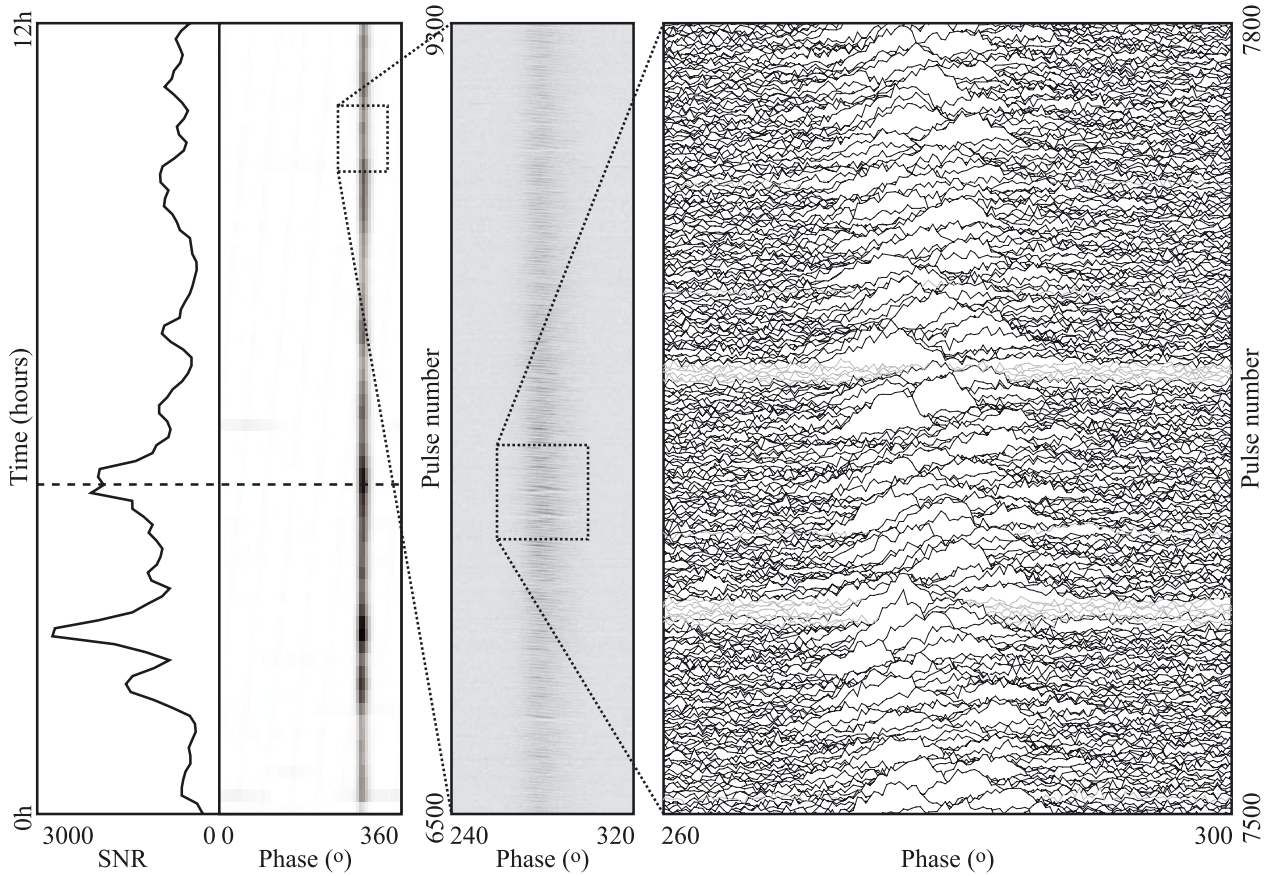 12h
Time (hours)
0h
3000
0
SNR
0
360
Phase (º)
9300
Pulse number
6500
240
320
Phase (º)
7800
Pulse number
7500
260
300
Phase (º)